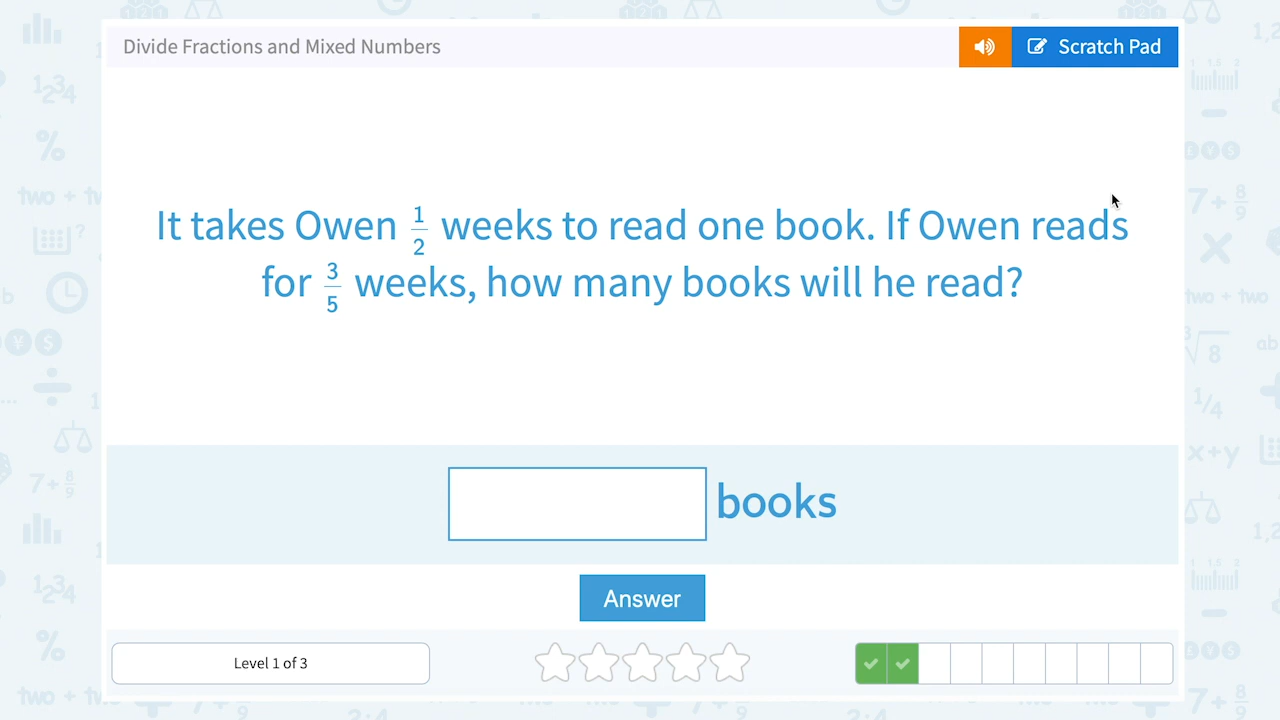 Divide Fractions and Mixed Numbers
Scratch Pad
It takes Owen 1/2 weeks to read one book. If Owen reads
for 3/5 weeks, how many books will he read?
books
Answer
Level 1 of 3